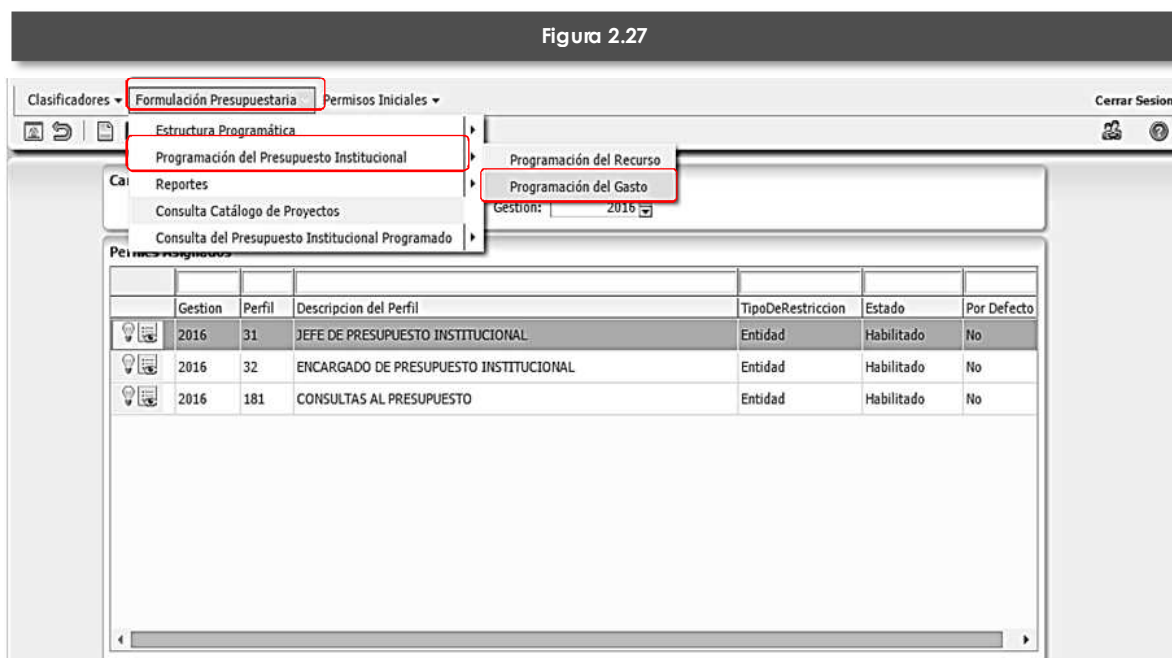 Figura 2.27
Clasificadores Formulación Presupuestaria Permisos Iniciales Cerrar Sesion
Estructura Programática
Programación del Presupuesto Institucional
Programación del Recurso
Reportes
Programación del Gasto
Consulta Catálogo de Proyectos
Gestion: 2016
Consulta del Presupuesto Institucional Programado
Gestion Perfil Descripcion del Perfil TipoDeRestriccion Estado Por Defecto
2016 31 JEFE DE PRESUPUESTO INSTITUCIONAL Entidad Habilitado No
2016 32 ENCARGADO DE PRESUPUESTO INSTITUCIONAL Entidad Habilitado No
2016 181 CONSULTAS AL PRESUPUESTO Entidad Habilitado No